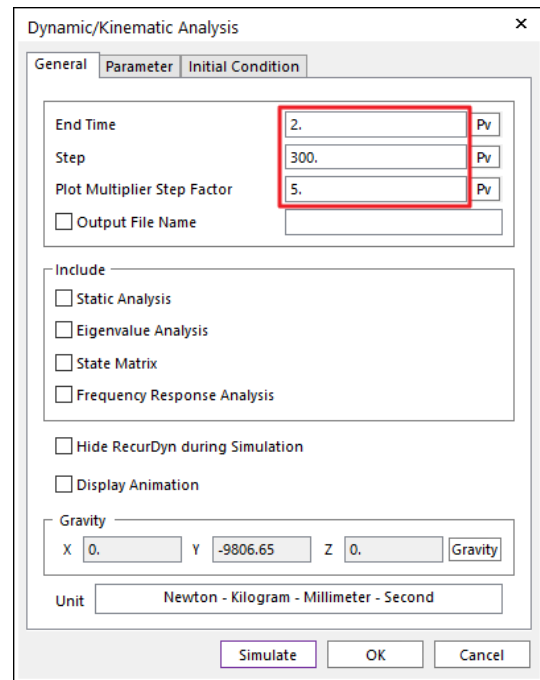 Dynamic/Kinematic Analysis ×
General Parameter Initial Condition
End Time 2. Pv
Step 300. Pv
Plot Multiplier Step Factor 5. Pv
Output File Name
Include
Static Analysis
Eigenvalue Analysis
State Matrix
Frequency Response Analysis
Hide RecurDyn during Simulation
Display Animation
Gravity
X 0. Y -9806.65 Z 0. Gravity
Unit Newton - Kilogram - Millimeter - Second
Simulate OK Cancel